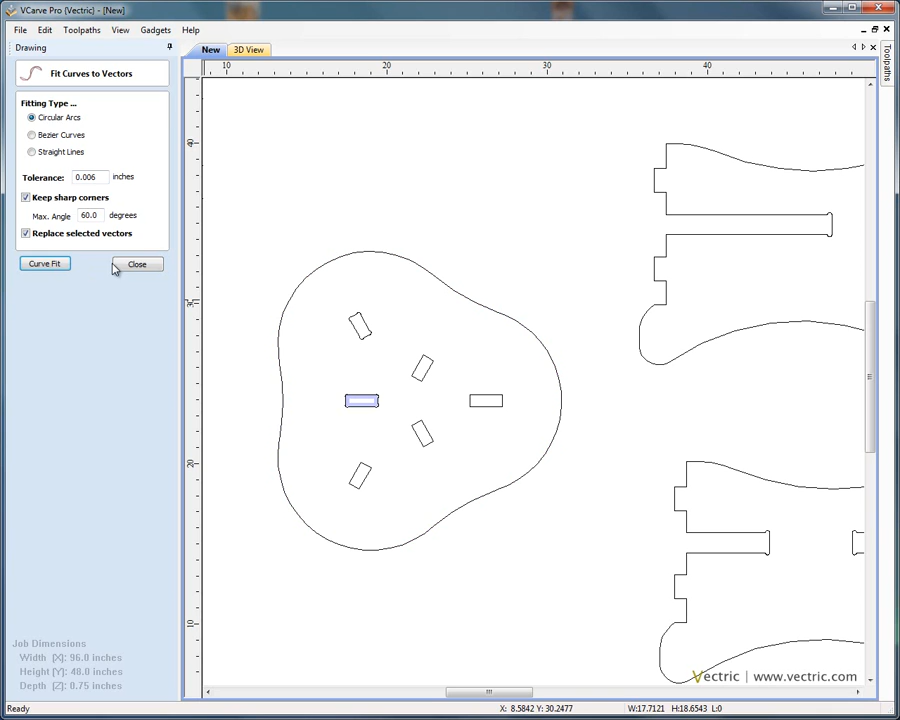 VCarve Pro {Vectric} - [New]
File Edit Toolpaths View Gadgets Help
Drawing
New
3D View
Toolpaths
Fit Curves to Vectors
10 20 30 40
Fitting Type ...
Circular Arcs
Bezier Curves
Straight Lines
Tolerance: 0.006 inches
Keep sharp corners
Max. Angle 60.0 degrees
Replace selected vectors
Curve Fit
Close
40
30
20
10
Job Dimensions
Width [X]: 96.0 inches
Height [Y]: 48.0 inches
Depth [Z]: 0.75 inches
Vectric | www.vectric.com
Ready
X: 8.5842 Y: 30.2477
W:17.7121 H:18.6543 L:0